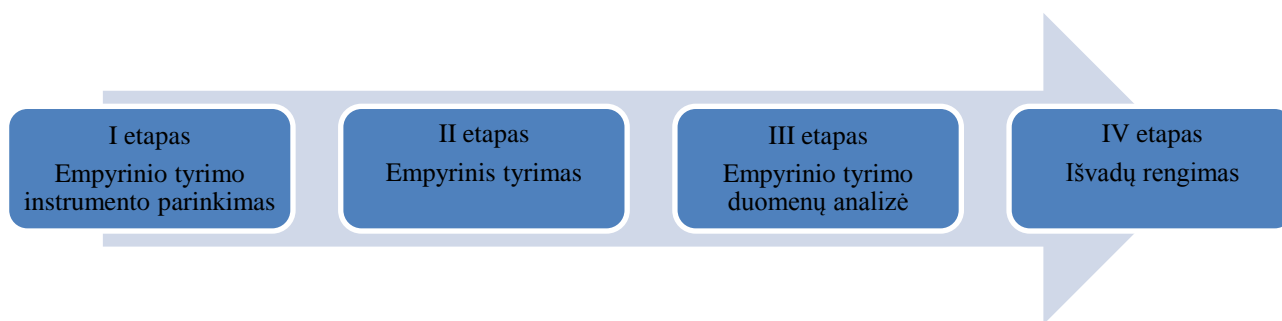 I etapas
Empyrinio tyrimo
instrumento parinkimas
II etapas
Empyrinis tyrimas
III etapas
Empyrinio tyrimo
duomenų analizė
IV etapas
Išvadų rengimas